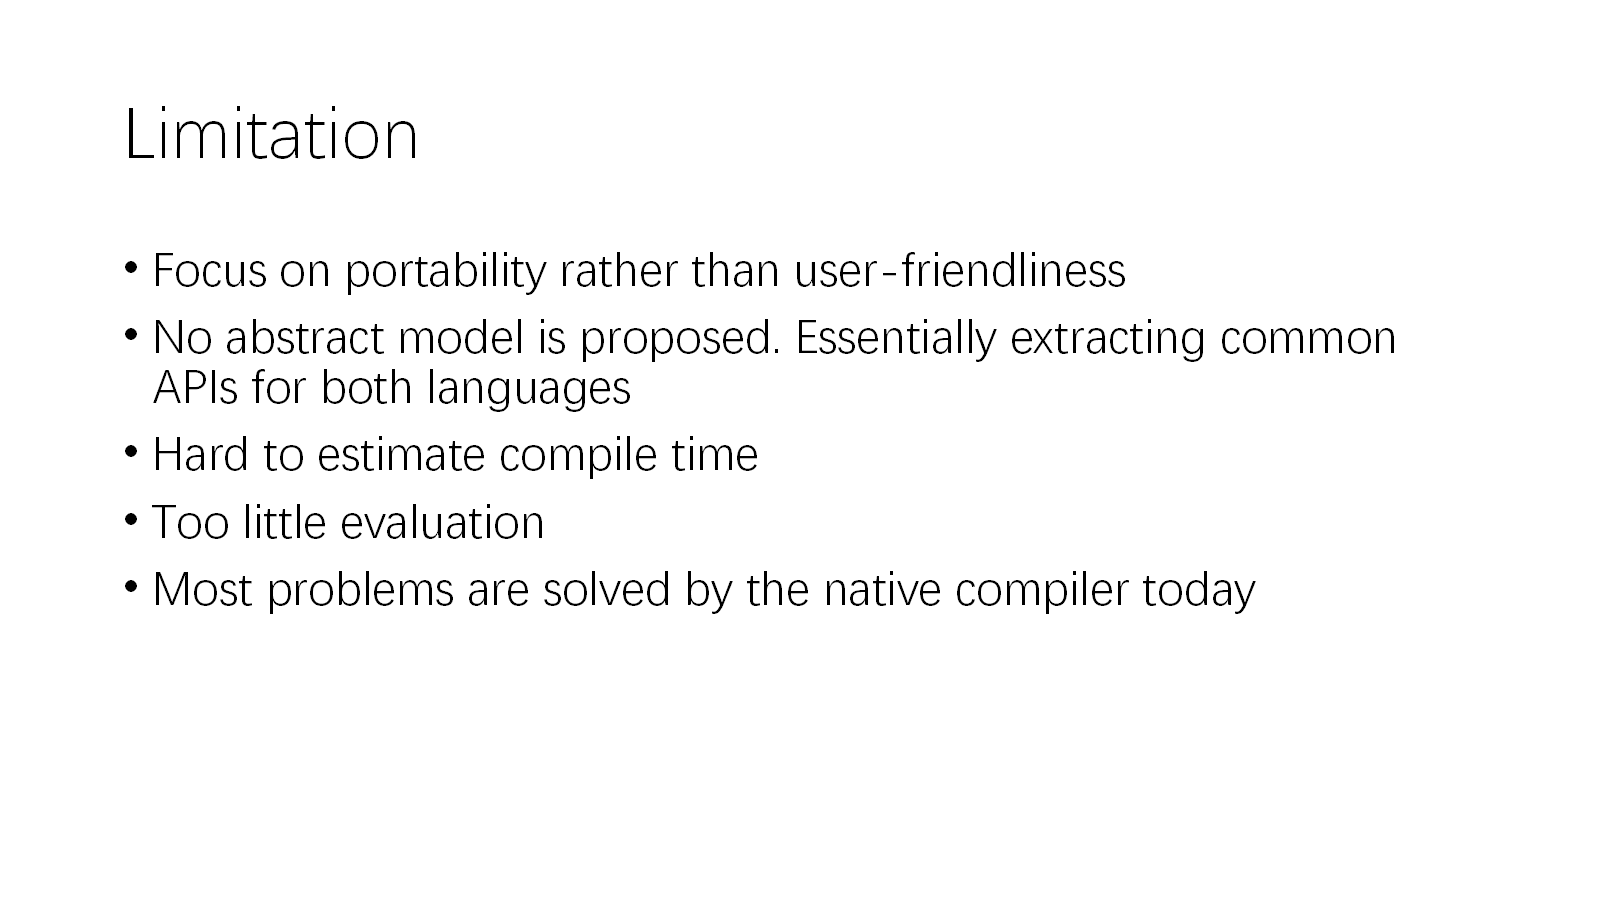 Limitation
• Focus on portability rather than user-friendliness
• No abstract model is proposed. Essentially extracting common
APIs for both languages
• Hard to estimate compile time
• Too little evaluation
• Most problems are solved by the native compiler today